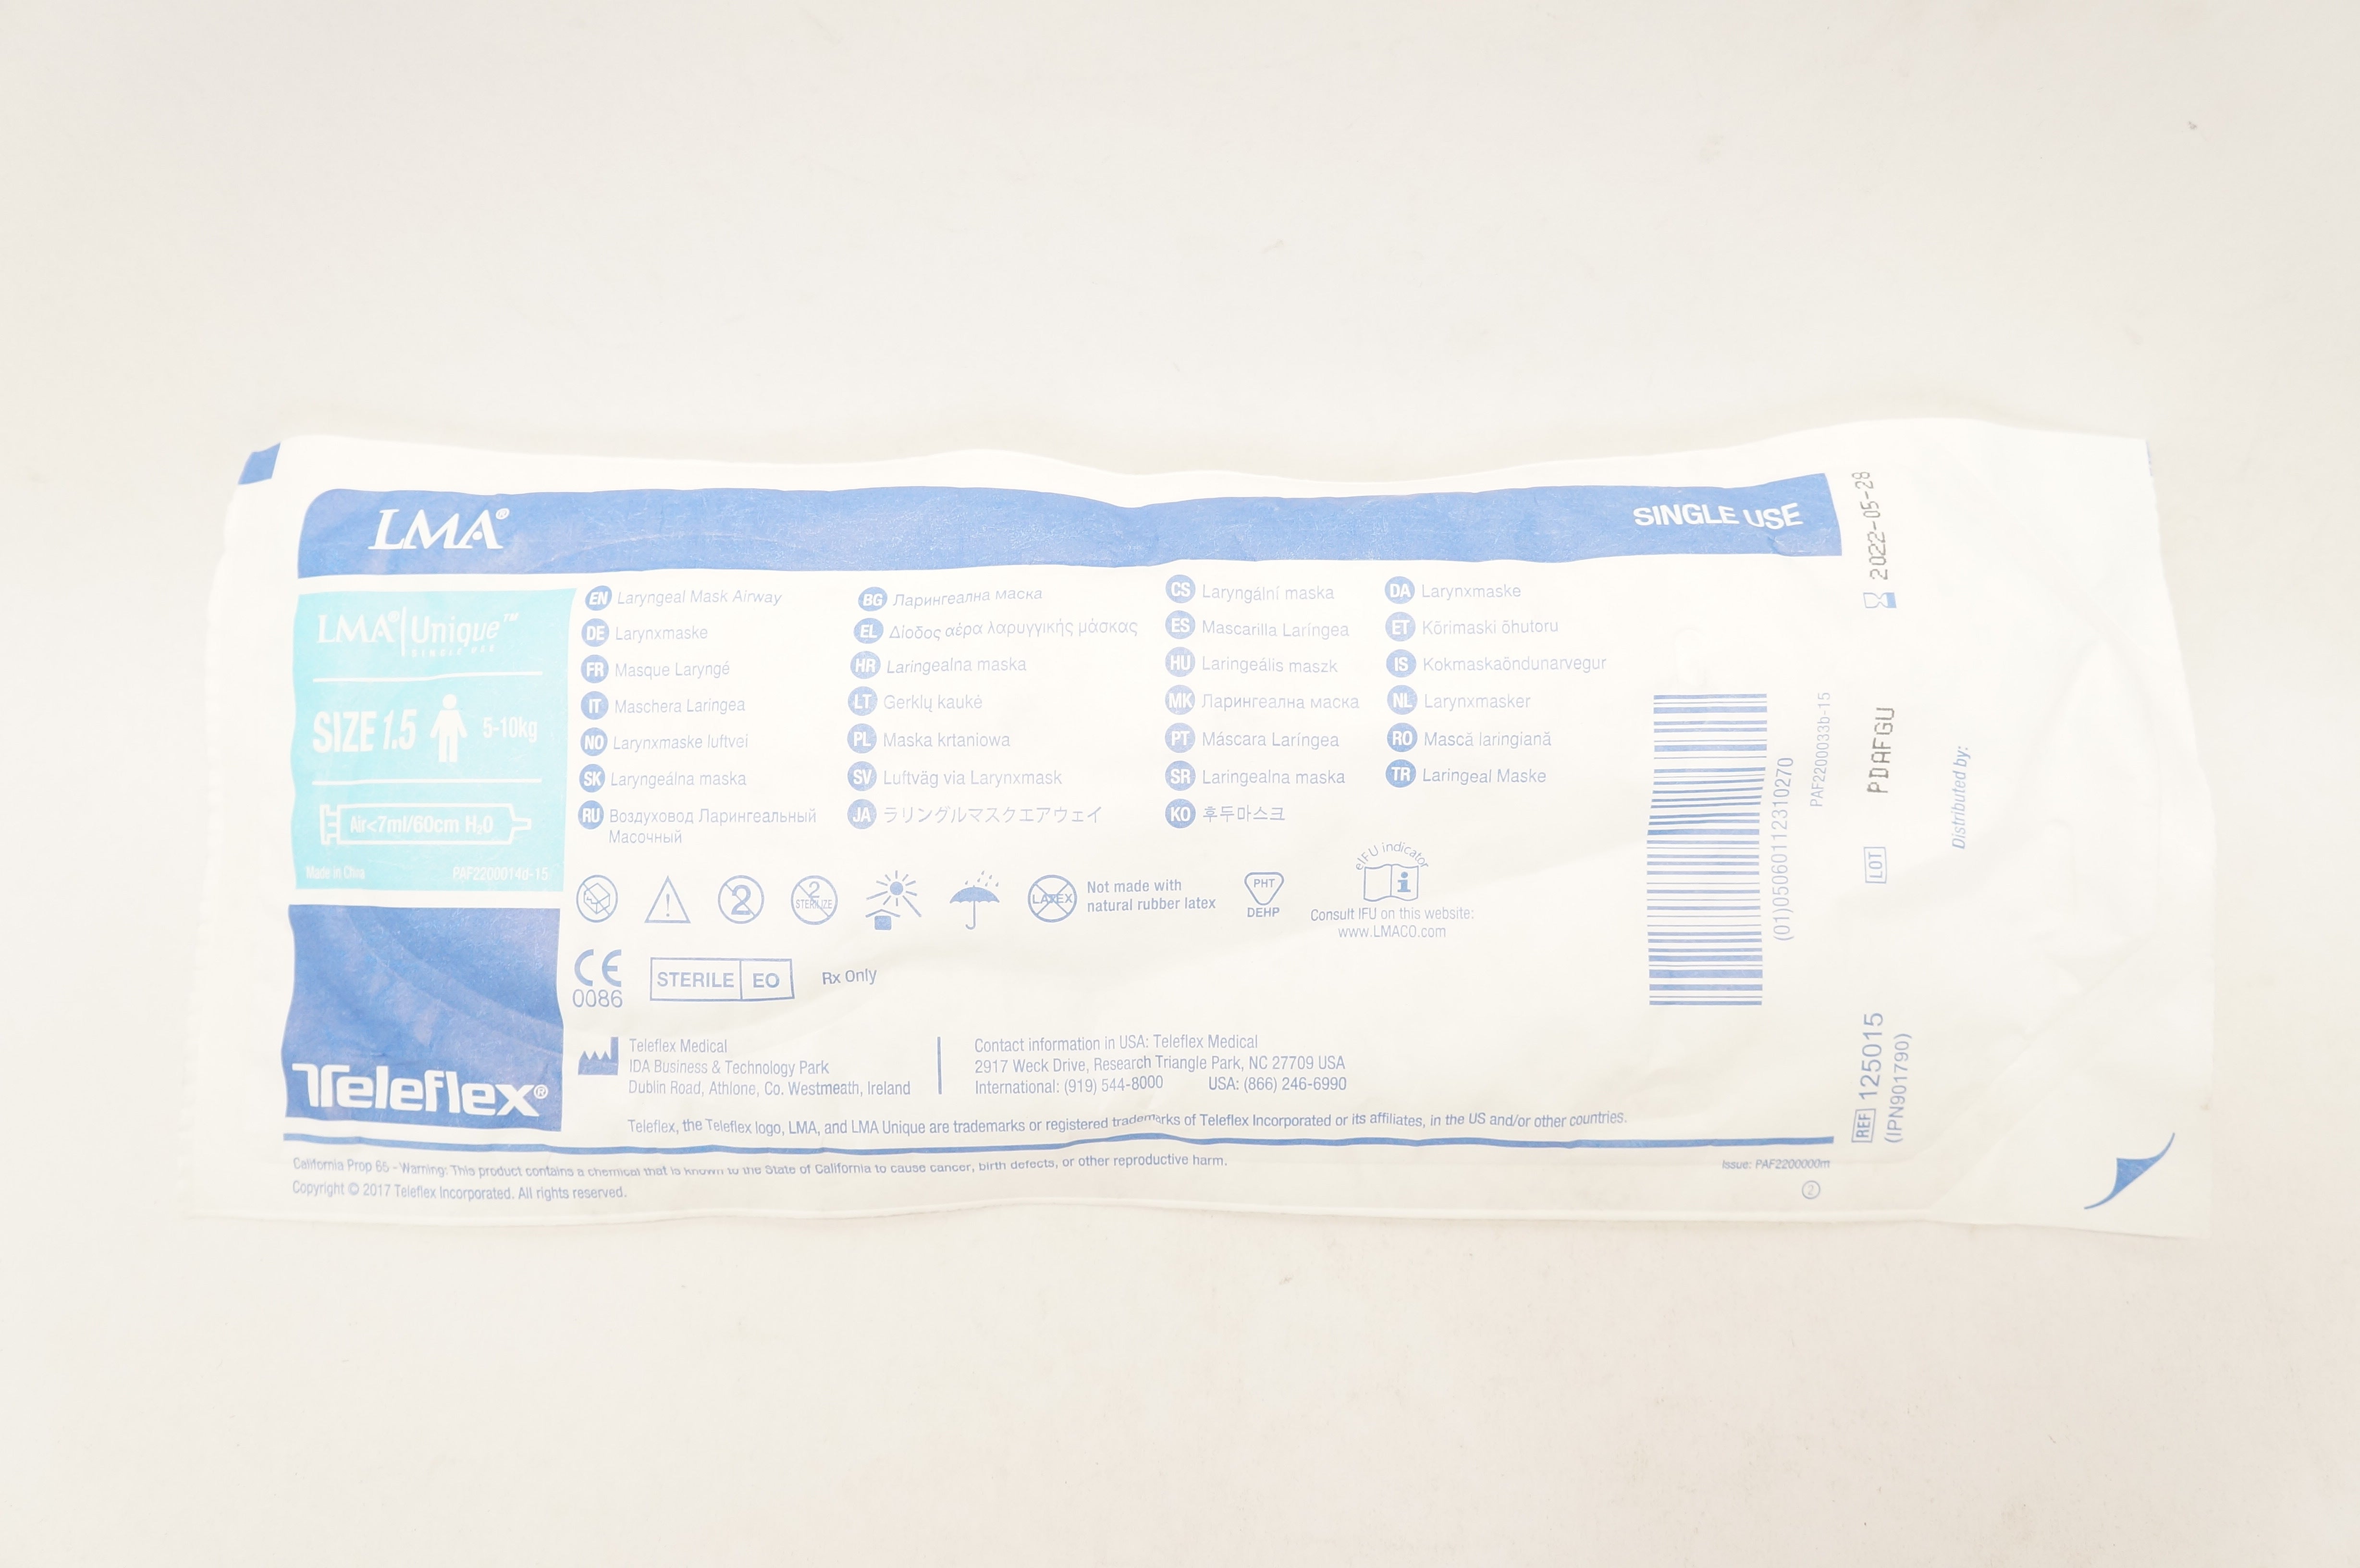 LMA®
SINGLE USE
LMA® Unique™
SINGLE USE
SIZE 1.5 5-10kg
Air<7ml/60cm H₂O
Made in China PAF2200014d-15
Teleflex®
EN Laryngeal Mask Airway
DE Larynxmaske
FR Masque Laryngé
IT Maschera Laringea
NO Larynxmaske luftvei
SK Laryngeálna maska
RU Воздуховод Ларингеальный
Масочный
BG Ларингеална маска
EL Δίοδος αέρα λαρυγγικής μάσκας
HR Laringealna maska
LT Gerklų kaukė
PL Maska krtaniowa
SV Luftväg via Larynxmask
JA ラリングルマスクエアウェイ
CS Laryngální maska
ES Mascarilla Laríngea
HU Laringeális maszk
MK Ларингеална маска
PT Máscara Laríngea
SR Laringealna maska
KO 후두마스크
DA Larynxmaske
ET Kõrimaski õhutoru
IS Kokmaskaöndunarvegur
NL Larynxmasker
RO Mască laringiană
TR Laringeal Maske
2
2 STERILIZE
LATEX
Not made with
natural rubber latex
PHT
DEHP
eIFU indicator
i
Consult IFU on this website:
www.LMACO.com
CE
0086
STERILE EO
Rx Only
Teleflex Medical
IDA Business & Technology Park
Dublin Road, Athlone, Co. Westmeath, Ireland
Contact information in USA: Teleflex Medical
2917 Weck Drive, Research Triangle Park, NC 27709 USA
International: (919) 544-8000 USA: (866) 246-6990
Teleflex, the Teleflex logo, LMA, and LMA Unique are trademarks or registered trademarks of Teleflex Incorporated or its affiliates, in the US and/or other countries.
California Prop 65 - Warning: This product contains a chemical that is known to the State of California to cause cancer, birth defects, or other reproductive harm.
Copyright © 2017 Teleflex Incorporated. All rights reserved.
Issue: PAF2200000m
2
(01)05060112310270
PAF2200033b-15
2022-05-28
LOT PDAFGU
REF 125015
(IPN901790)
Distributed by: